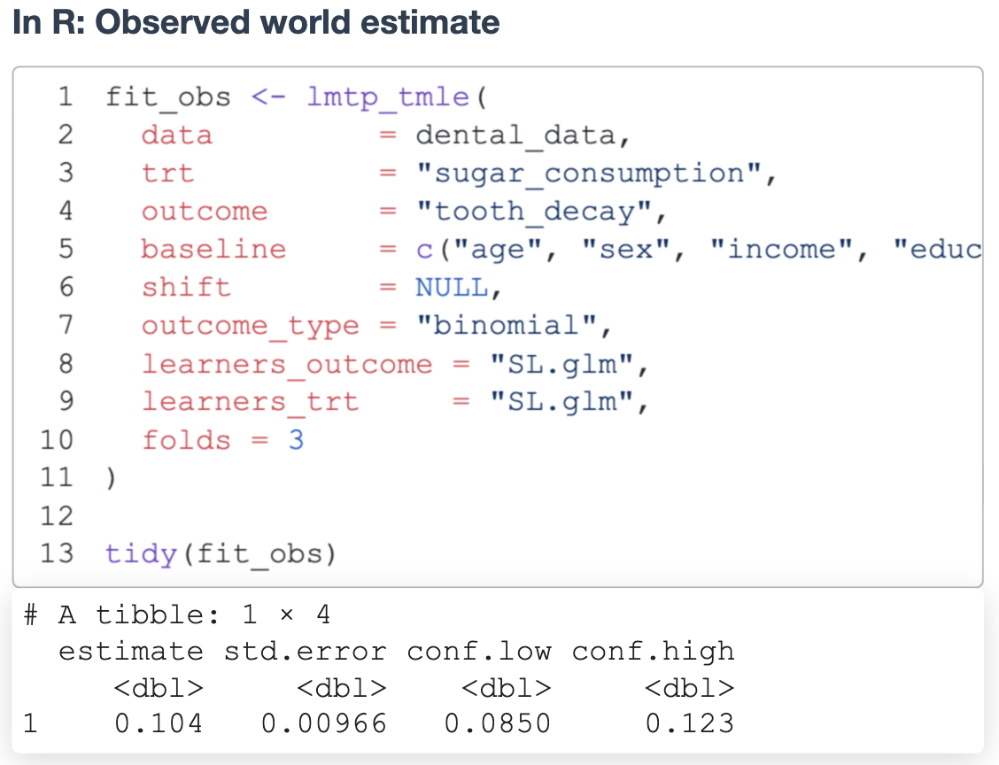 In R: Observed world estimate
1 fit_obs <- lmtp_tmle(
2 data = dental_data,
3 trt = "sugar_consumption",
4 outcome = "tooth_decay",
5 baseline = c("age", "sex", "income", "educ
6 shift = NULL,
7 outcome_type = "binomial",
8 learners_outcome = "SL.glm",
9 learners_trt = "SL.glm",
10 folds = 3
11 )
12
13 tidy(fit_obs)
# A tibble: 1 × 4
estimate std.error conf.low conf.high
<dbl> <dbl> <dbl> <dbl>
1 0.104 0.00966 0.0850 0.123